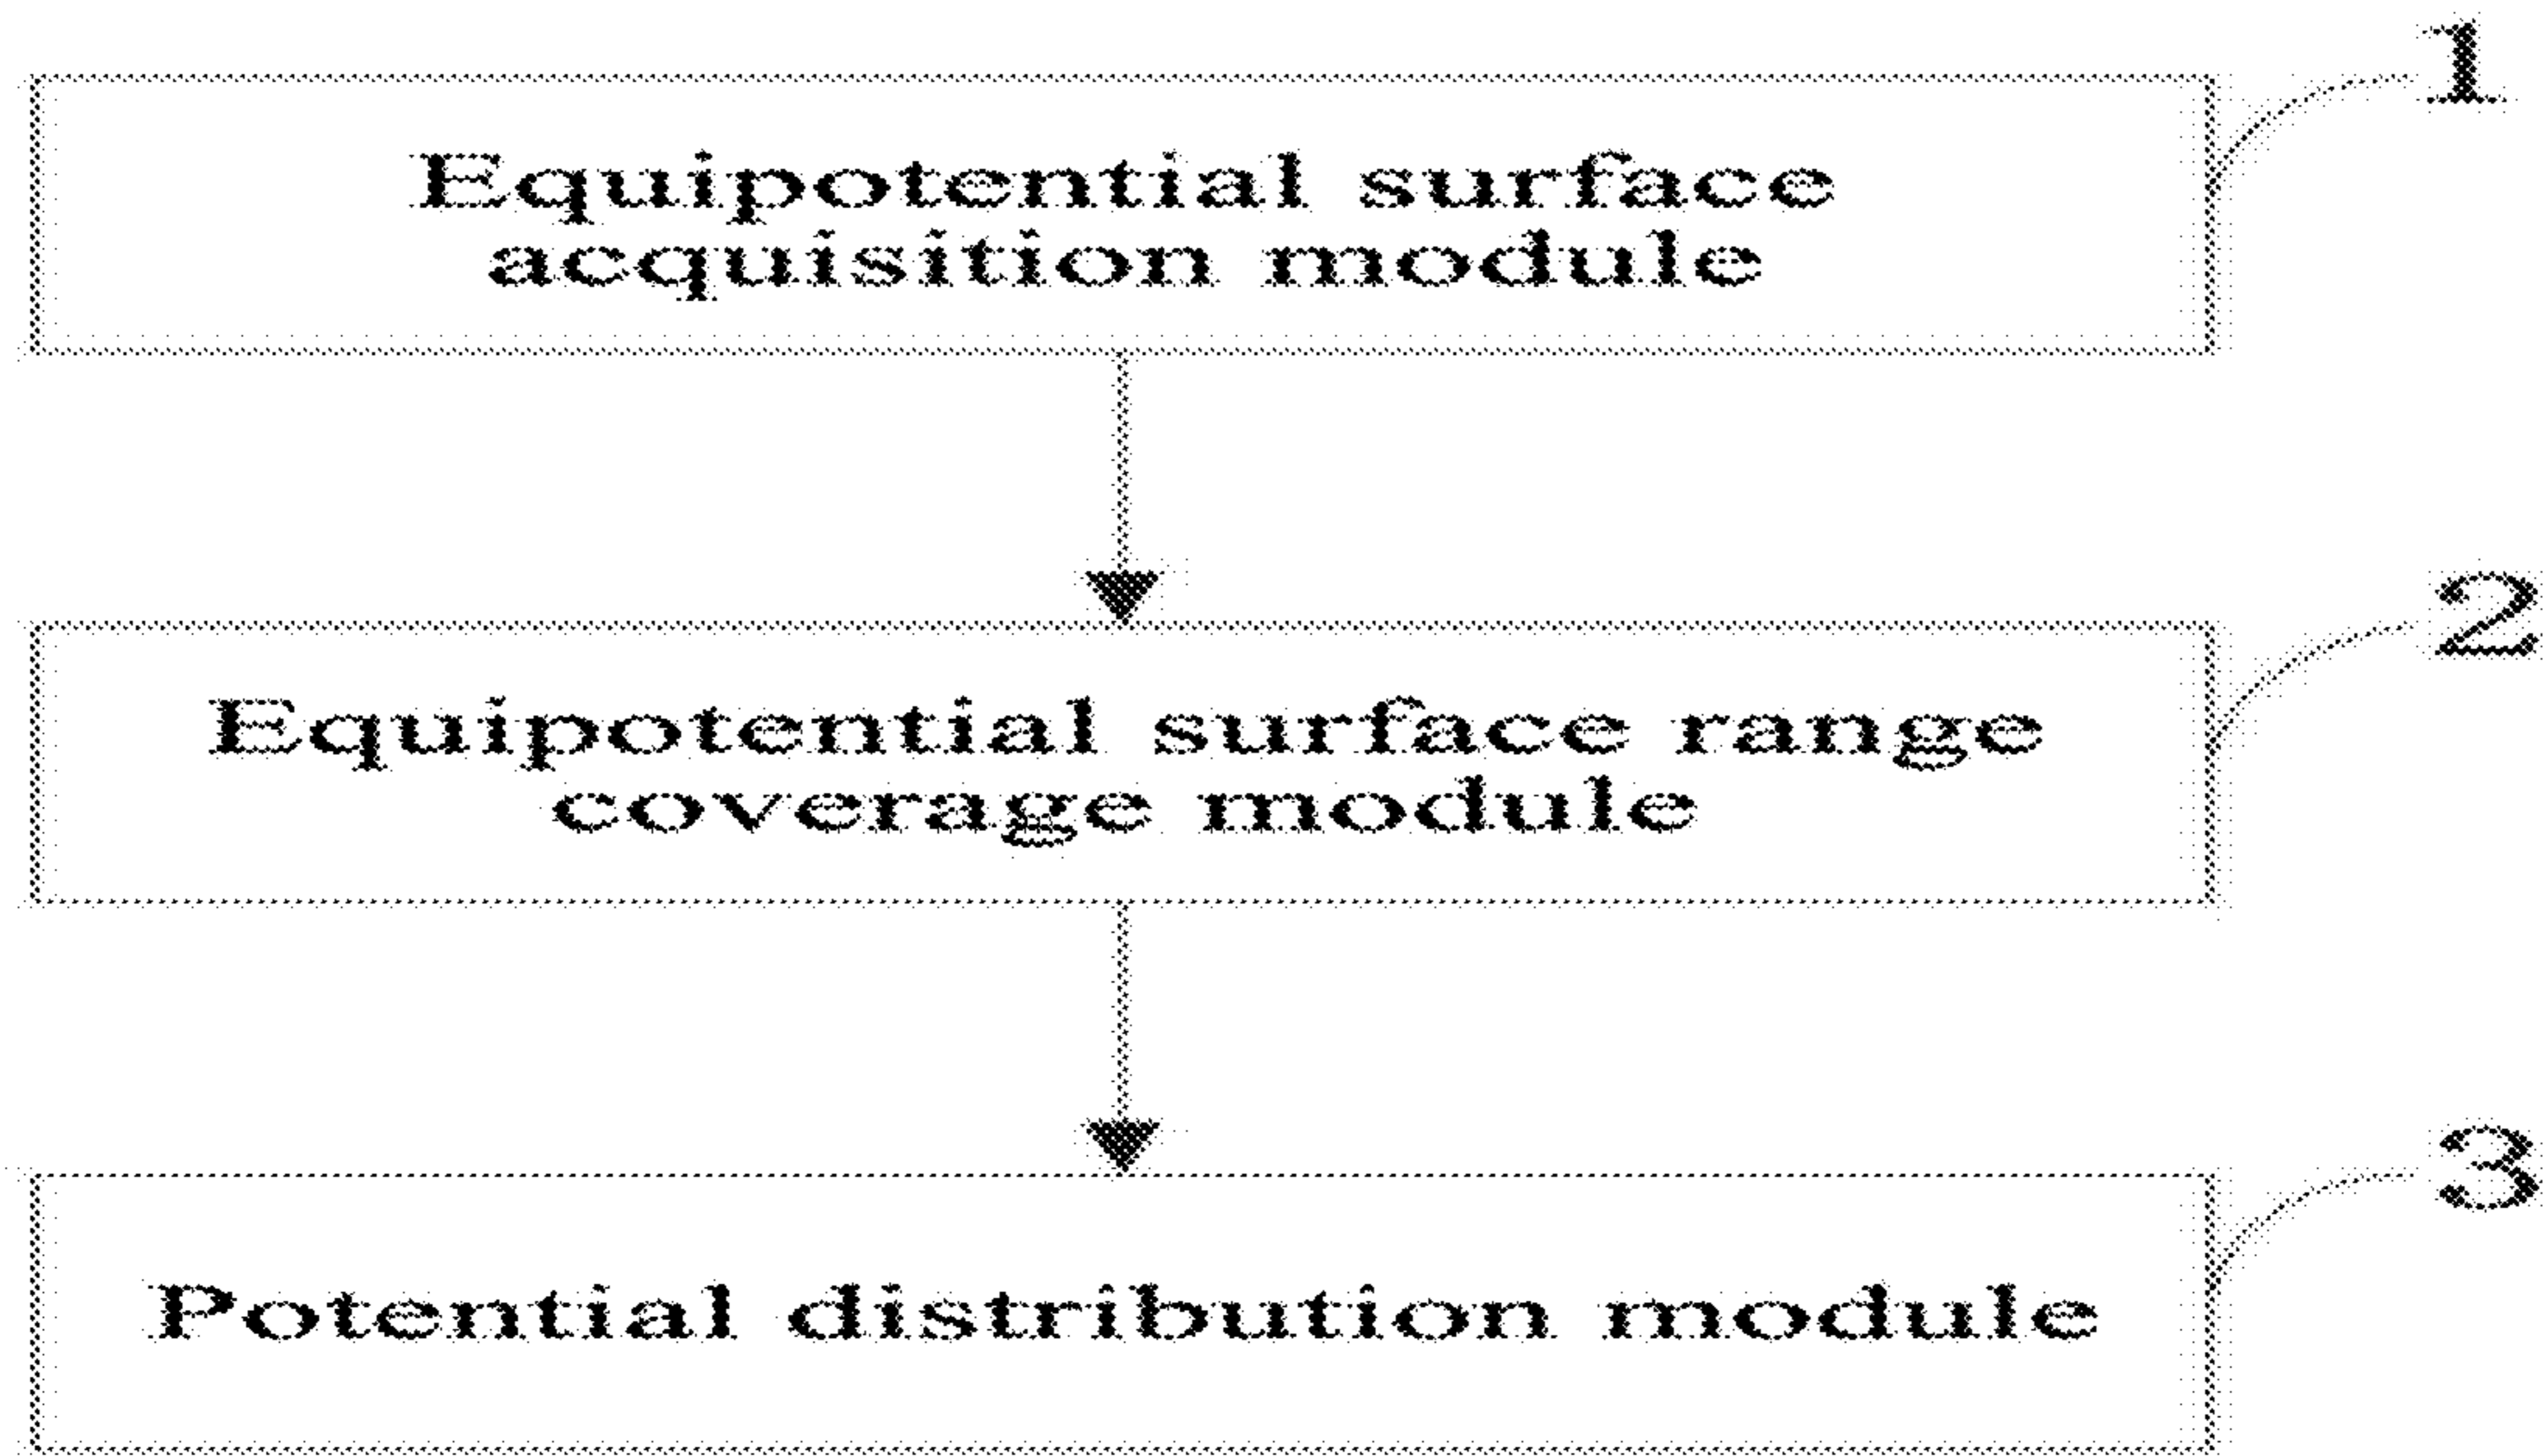 1
Equipotential surface
acquisition module
2
Equipotential surface range
coverage module
3
Potential distribution module